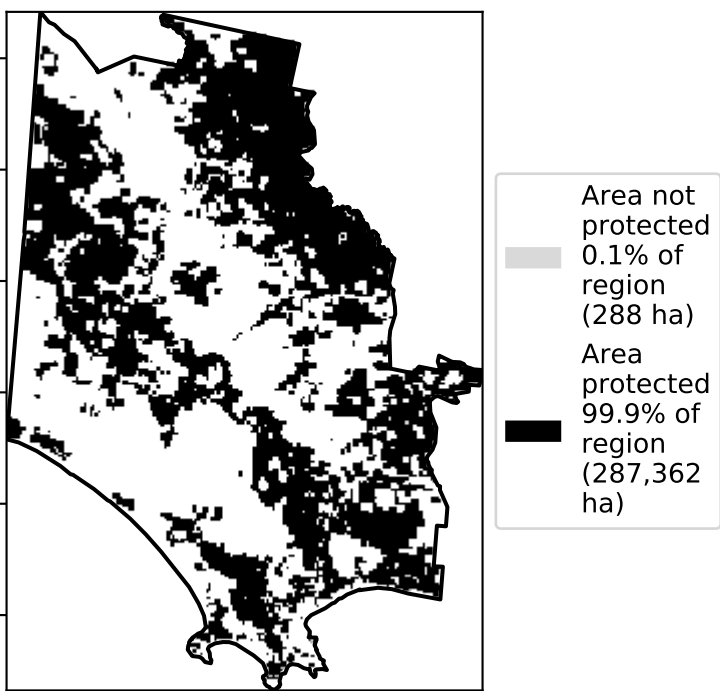 Area not
protected
0.1% of
region
(288 ha)
Area
protected
99.9% of
region
(287,362
ha)